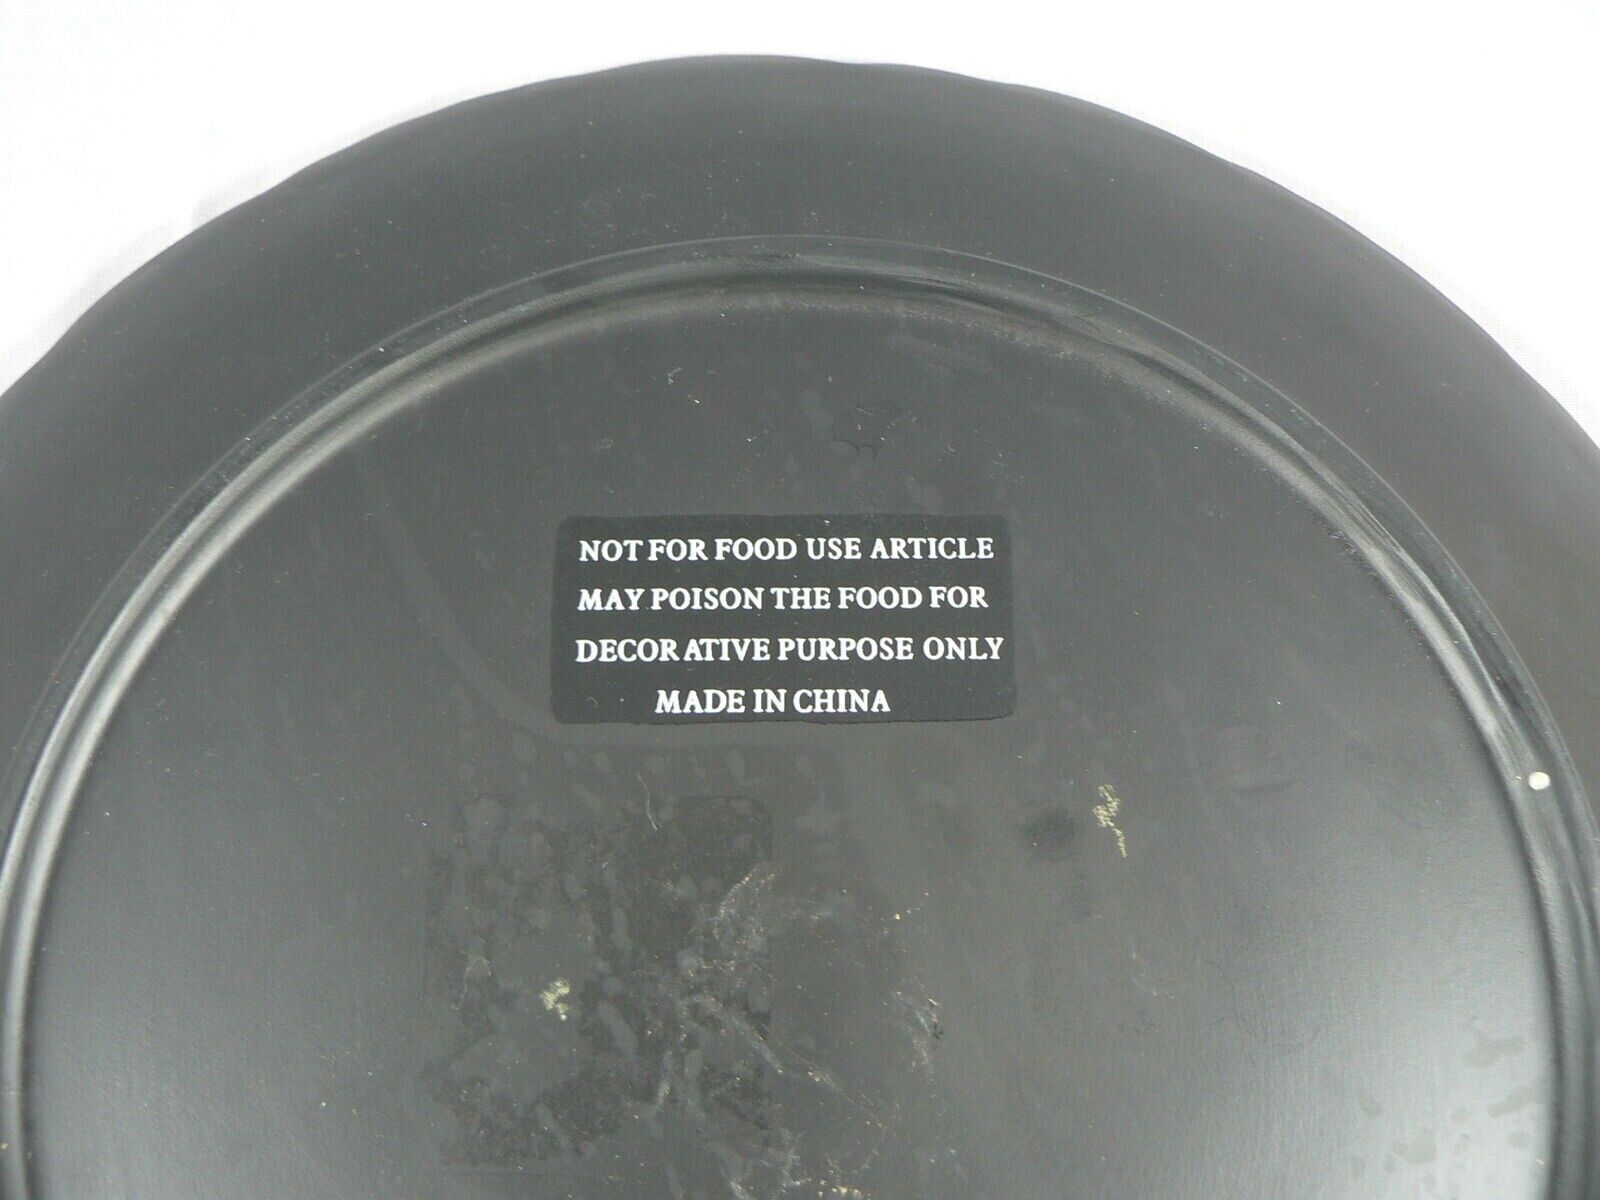 NOT FOR FOOD USE ARTICLE
MAY POISON THE FOOD FOR
DECORATIVE PURPOSE ONLY
MADE IN CHINA